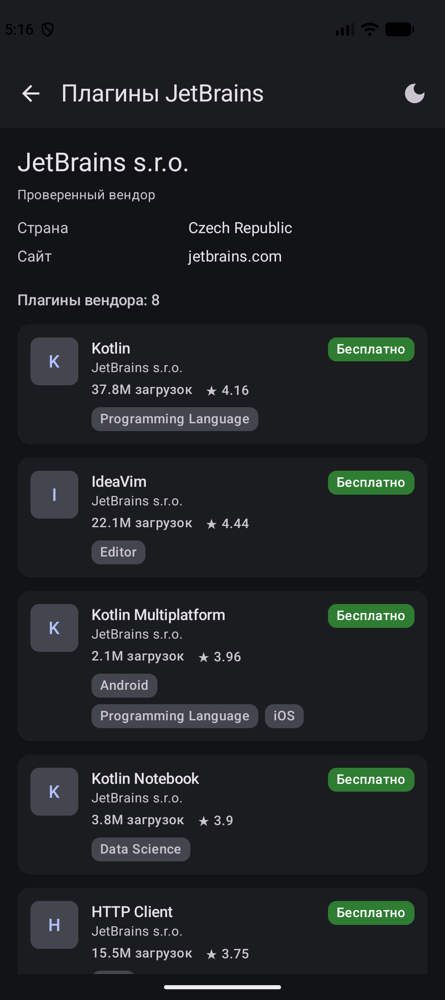 5:16
Плагины JetBrains
JetBrains s.r.o.
Проверенный вендор
Страна Czech Republic
Сайт jetbrains.com
Плагины вендора: 8
K Kotlin Бесплатно
JetBrains s.r.o.
37.8M загрузок ★ 4.16
Programming Language
I IdeaVim Бесплатно
JetBrains s.r.o.
22.1M загрузок ★ 4.44
Editor
K Kotlin Multiplatform Бесплатно
JetBrains s.r.o.
2.1M загрузок ★ 3.96
Android
Programming Language iOS
K Kotlin Notebook Бесплатно
JetBrains s.r.o.
3.8M загрузок ★ 3.9
Data Science
H HTTP Client Бесплатно
JetBrains s.r.o.
15.5M загрузок ★ 3.75